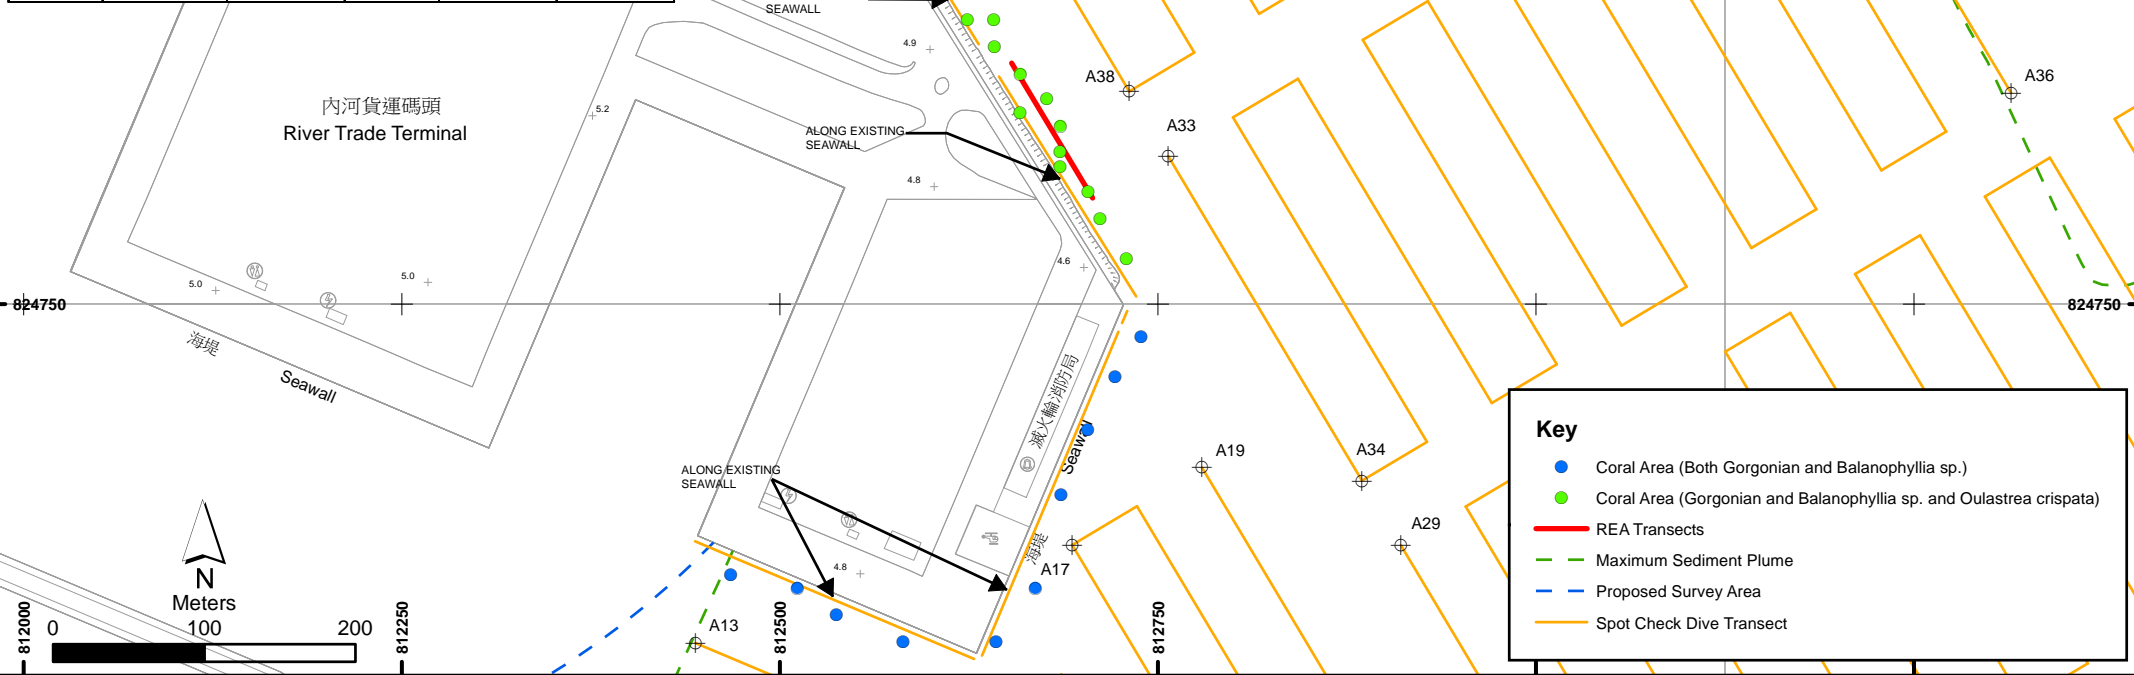 SEAWALL
4.9
A38
A36
內河貨運碼頭
River Trade Terminal
5.2
A33
ALONG EXISTING
SEAWALL
4.8
4.6
5.0
5.0
824750
824750
海堤
Seawall
滅火輪消防局
Seawall
海堤
ALONG EXISTING
SEAWALL
A19
A34
A29
A17
4.8
A13
N
Meters
0 100 200
812000
812250
812500
812750
Key
Coral Area (Both Gorgonian and Balanophyllia sp.)
Coral Area (Gorgonian and Balanophyllia sp. and Oulastrea crispata)
REA Transects
Maximum Sediment Plume
Proposed Survey Area
Spot Check Dive Transect